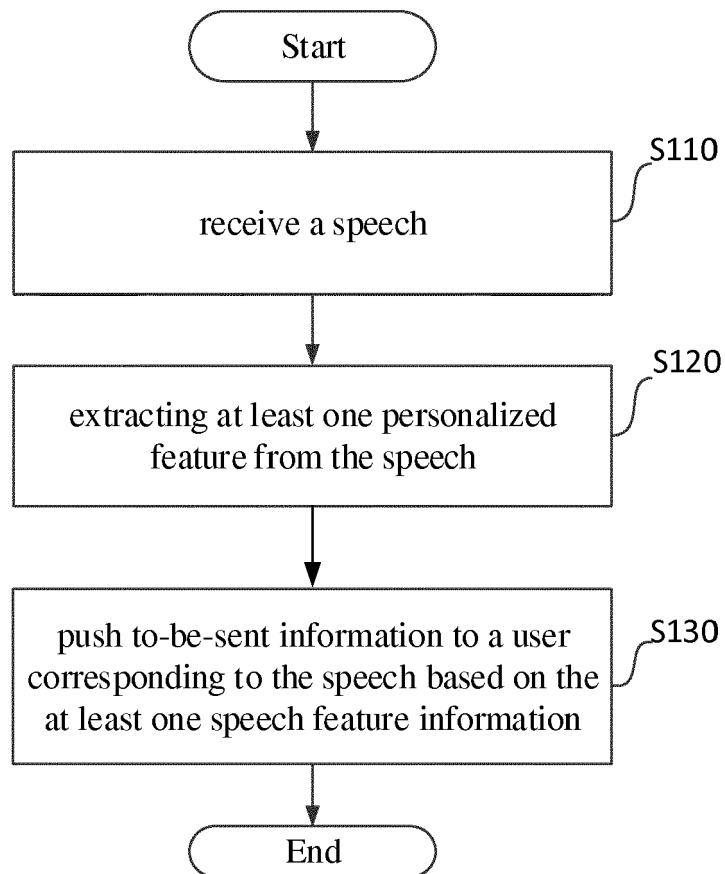 Start
S110
receive a speech
S120
extracting at least one personalized
feature from the speech
S130
push to-be-sent information to a user
corresponding to the speech based on the
at least one speech feature information
End